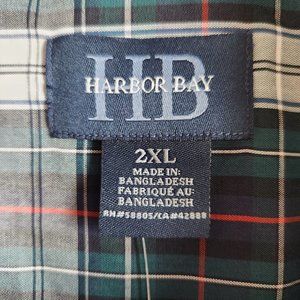 HB
HARBOR BAY
2XL
MADE IN:
BANGLADESH
FABRIQUÉ AU:
BANGLADESH
RN#58805/CA#42888